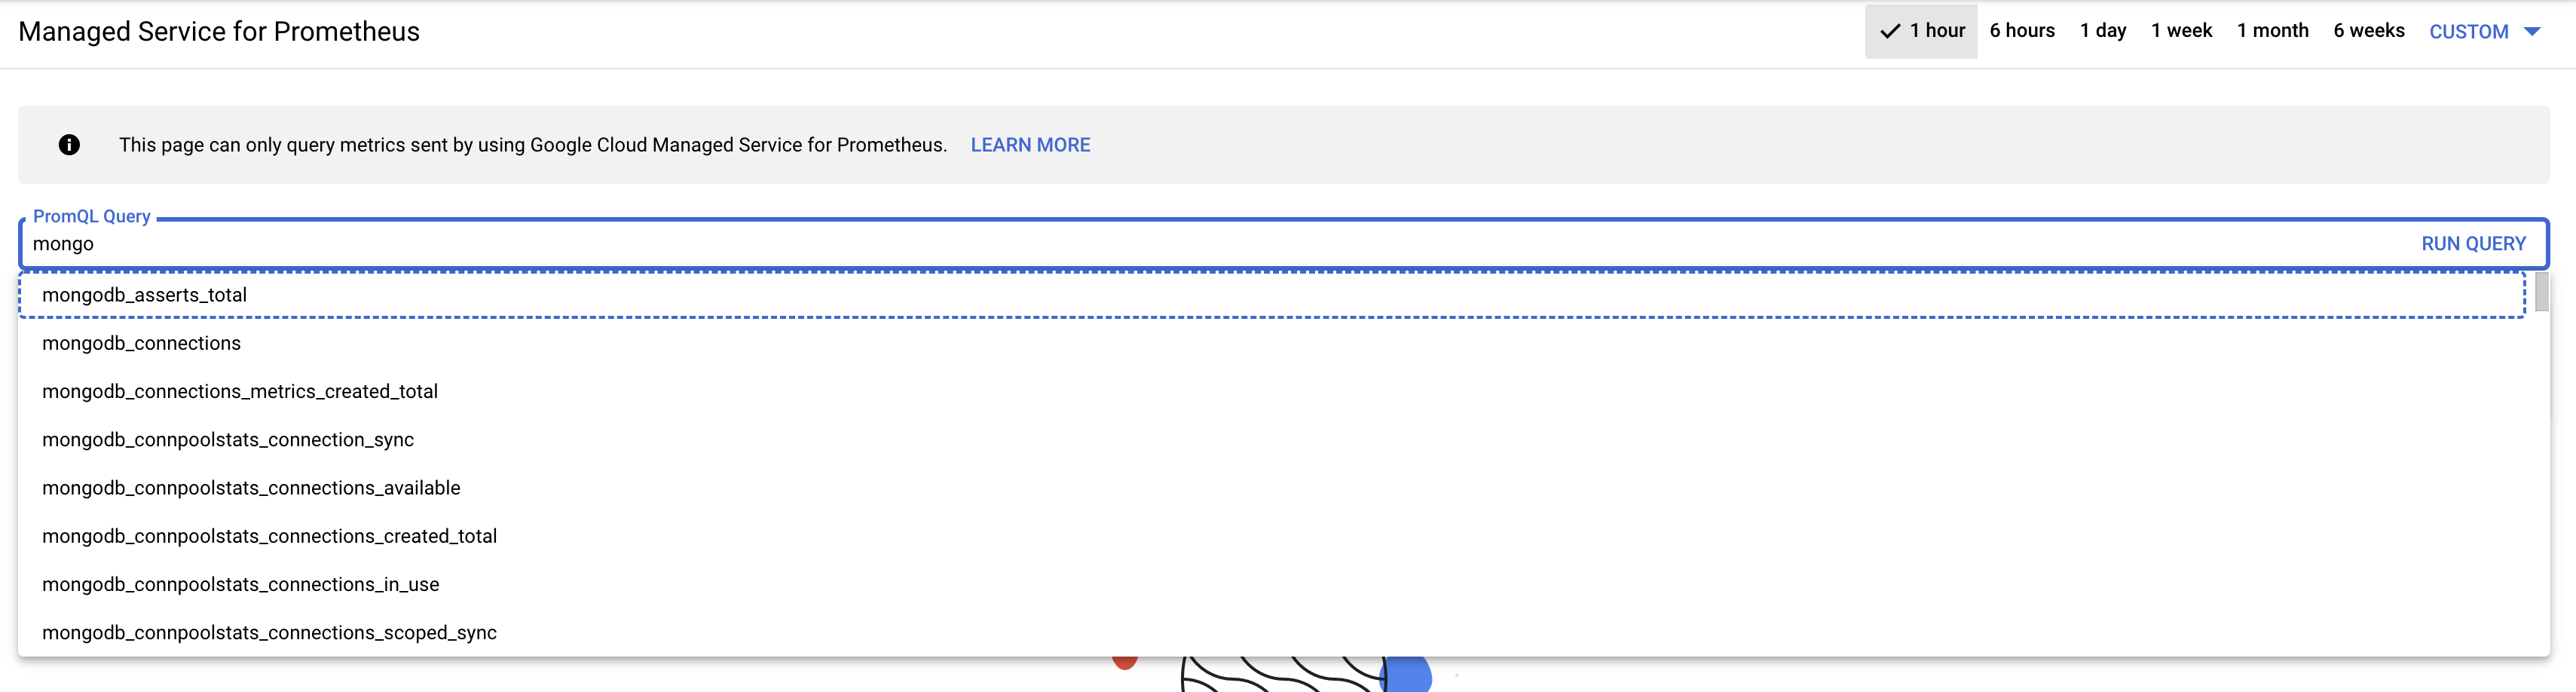 Managed Service for Prometheus
1 hour 6 hours 1 day 1 week 1 month 6 weeks CUSTOM
This page can only query metrics sent by using Google Cloud Managed Service for Prometheus. LEARN MORE
PromQL Query
mongo RUN QUERY
mongodb_asserts_total
mongodb_connections
mongodb_connections_metrics_created_total
mongodb_connpoolstats_connection_sync
mongodb_connpoolstats_connections_available
mongodb_connpoolstats_connections_created_total
mongodb_connpoolstats_connections_in_use
mongodb_connpoolstats_connections_scoped_sync